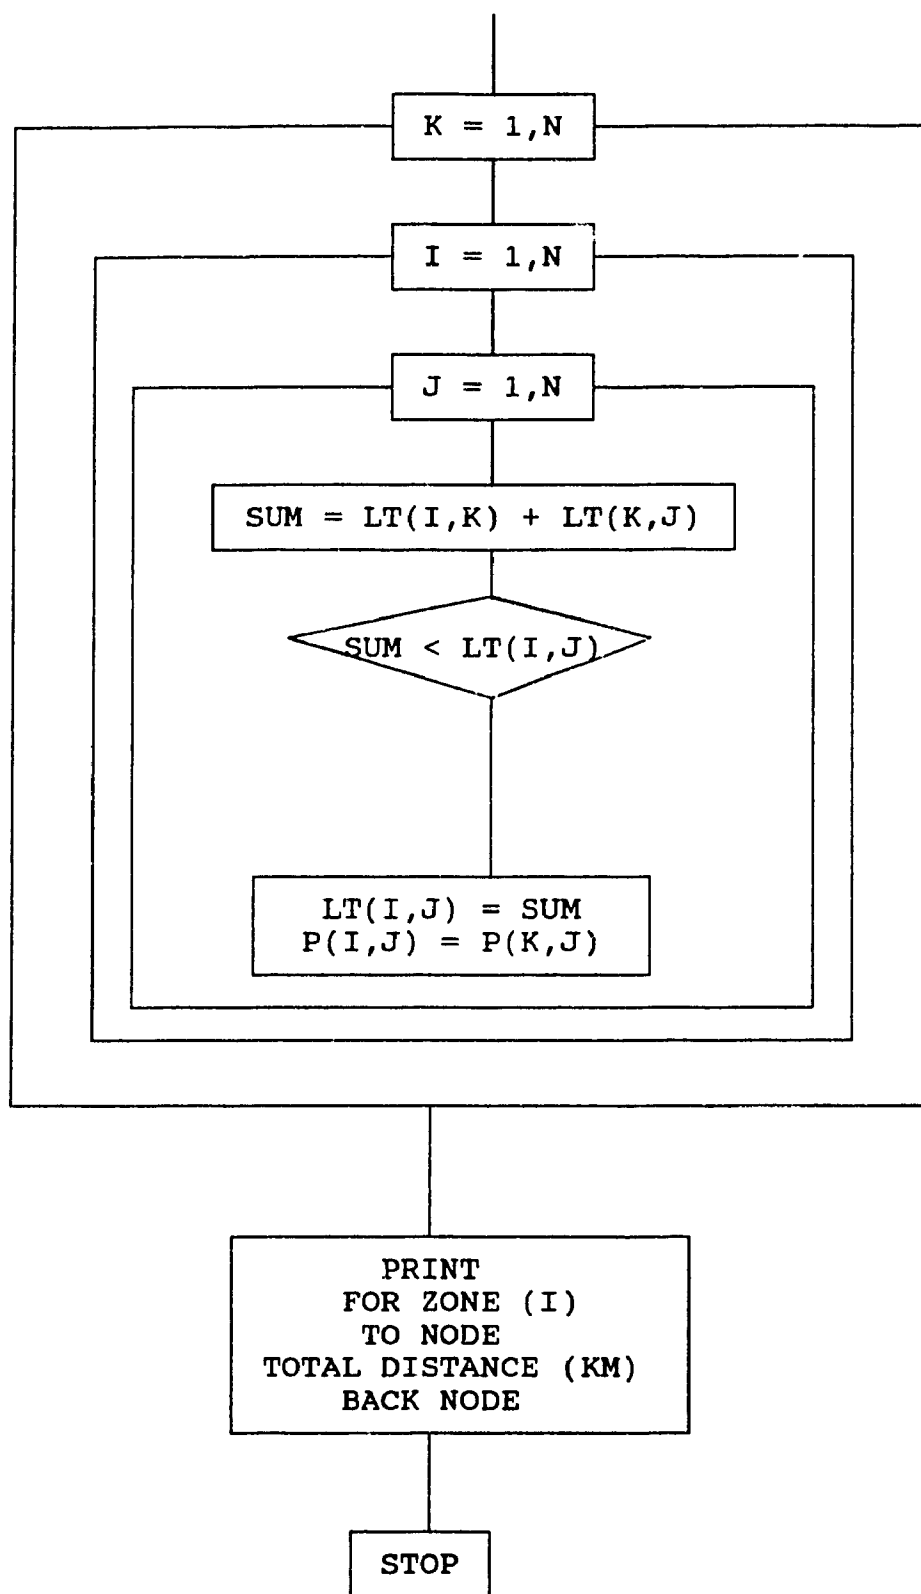 K = 1,N
I = 1,N
J = 1,N
SUM = LT(I,K) + LT(K,J)
SUM < LT(I,J)
LT(I,J) = SUM
P(I,J) = P(K,J)
PRINT
FOR ZONE (I)
TO NODE
TOTAL DISTANCE (KM)
BACK NODE
STOP